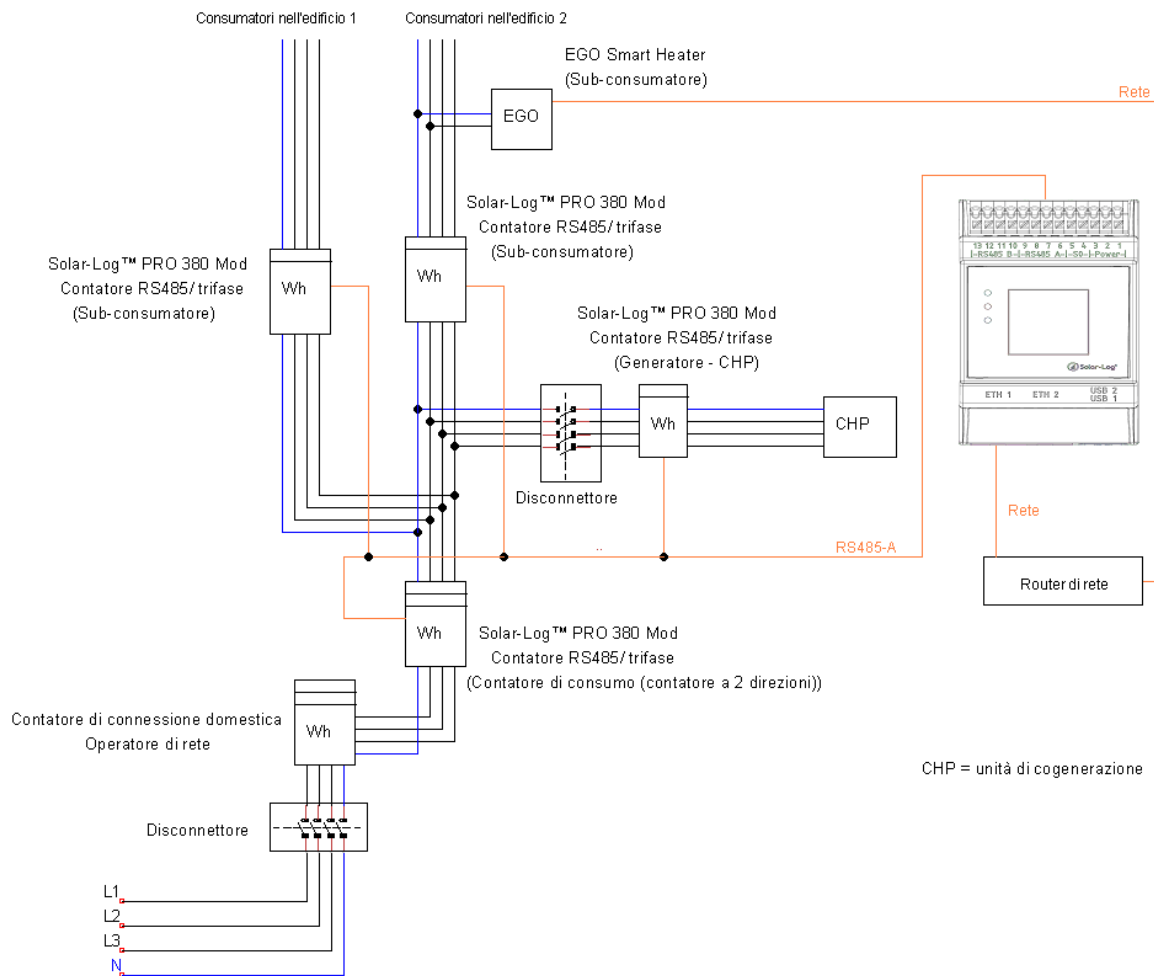 Consumatori nell'edificio 1
Consumatori nell'edificio 2
EGO Smart Heater
(Sub-consumatore)
EGO
Rete
Solar-Log™ PRO 380 Mod
Contatore RS485/trifase
(Sub-consumatore)
Wh
Solar-Log™ PRO 380 Mod
Contatore RS485/trifase
(Sub-consumatore)
Wh
Solar-Log™ PRO 380 Mod
Contatore RS485/trifase
(Generatore - CHP)
Wh
CHP
Disconnettore
13 12 11 10 9 8 7 6 5 4 3 2 1
|-RS485 B-|-RS485 A-|-S0-|-Power-|
Solar-Log®
ETH 1
ETH 2
USB 2
USB 1
Rete
RS485-A
..
Router di rete
Wh
Solar-Log™ PRO 380 Mod
Contatore RS485/trifase
(Contatore di consumo (contatore a 2 direzioni))
Contatore di connessione domestica
Operatore di rete
Wh
CHP = unità di cogenerazione
Disconnettore
L1
L2
L3
N